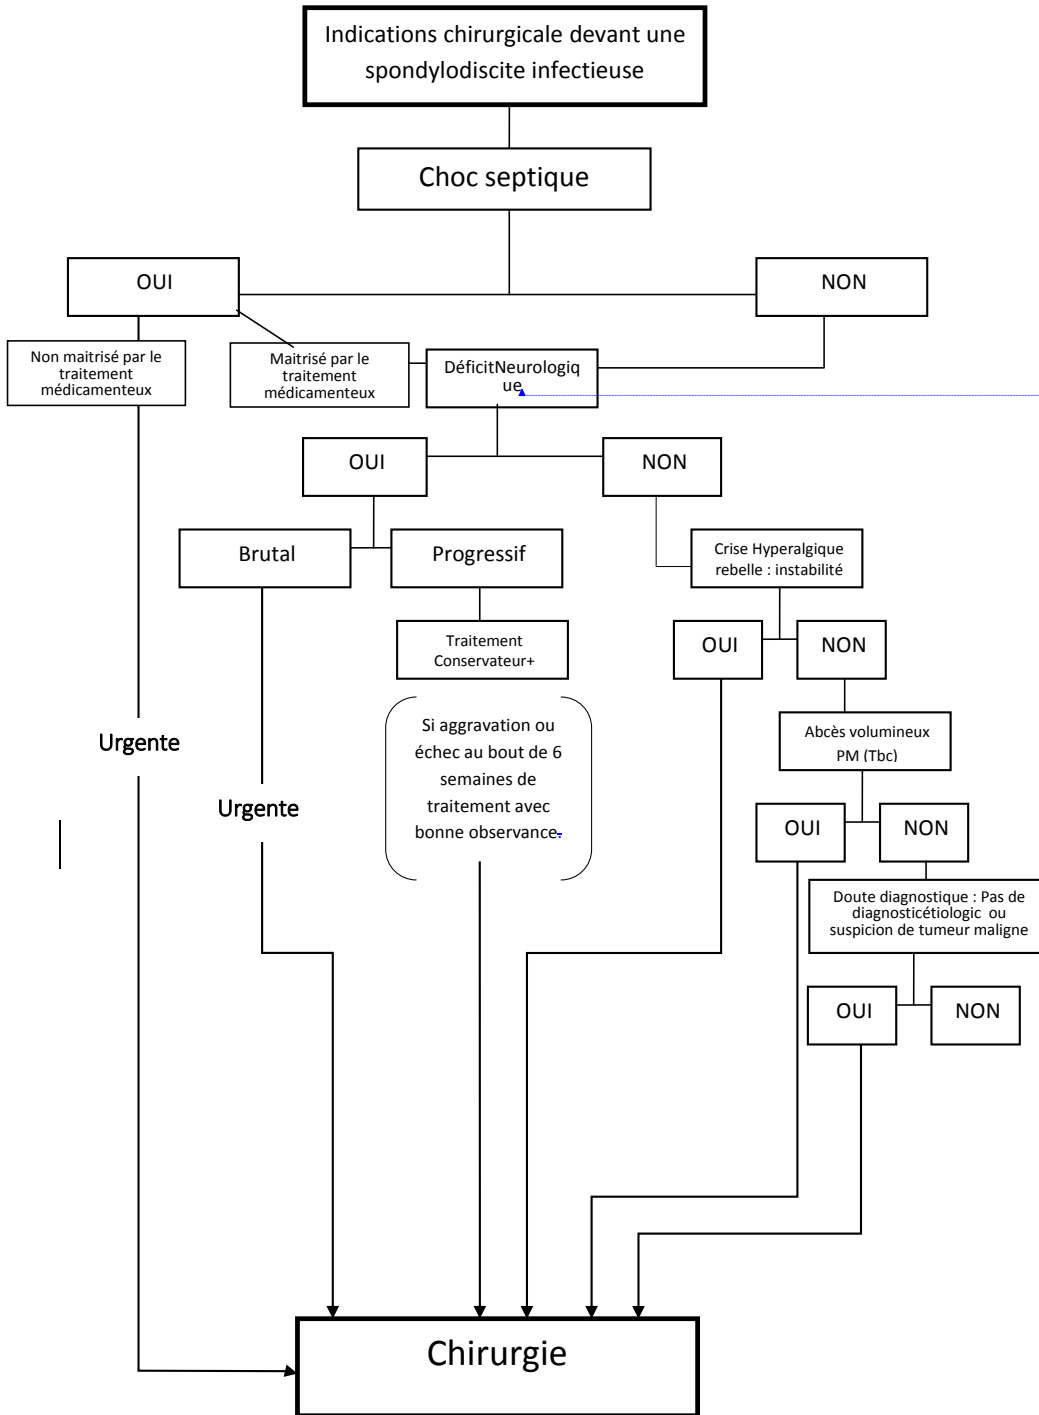 Indications chirurgicale devant une
spondylodiscite infectieuse
Choc septique
OUI
NON
Non maitrisé par le
traitement
médicamenteux
Maitrisé par le
traitement
médicamenteux
DéficitNeurologiq
ue
OUI
NON
Brutal
Progressif
Crise Hyperalgique
rebelle : instabilité
Traitement
Conservateur+
OUI
NON
Si aggravation ou
échec au bout de 6
semaines de
traitement avec
bonne observance.
Abcès volumineux
PM (Tbc)
Urgente
Urgente
OUI
NON
Doute diagnostique : Pas de
diagnosticétiologic ou
suspicion de tumeur maligne
OUI
NON
Chirurgie